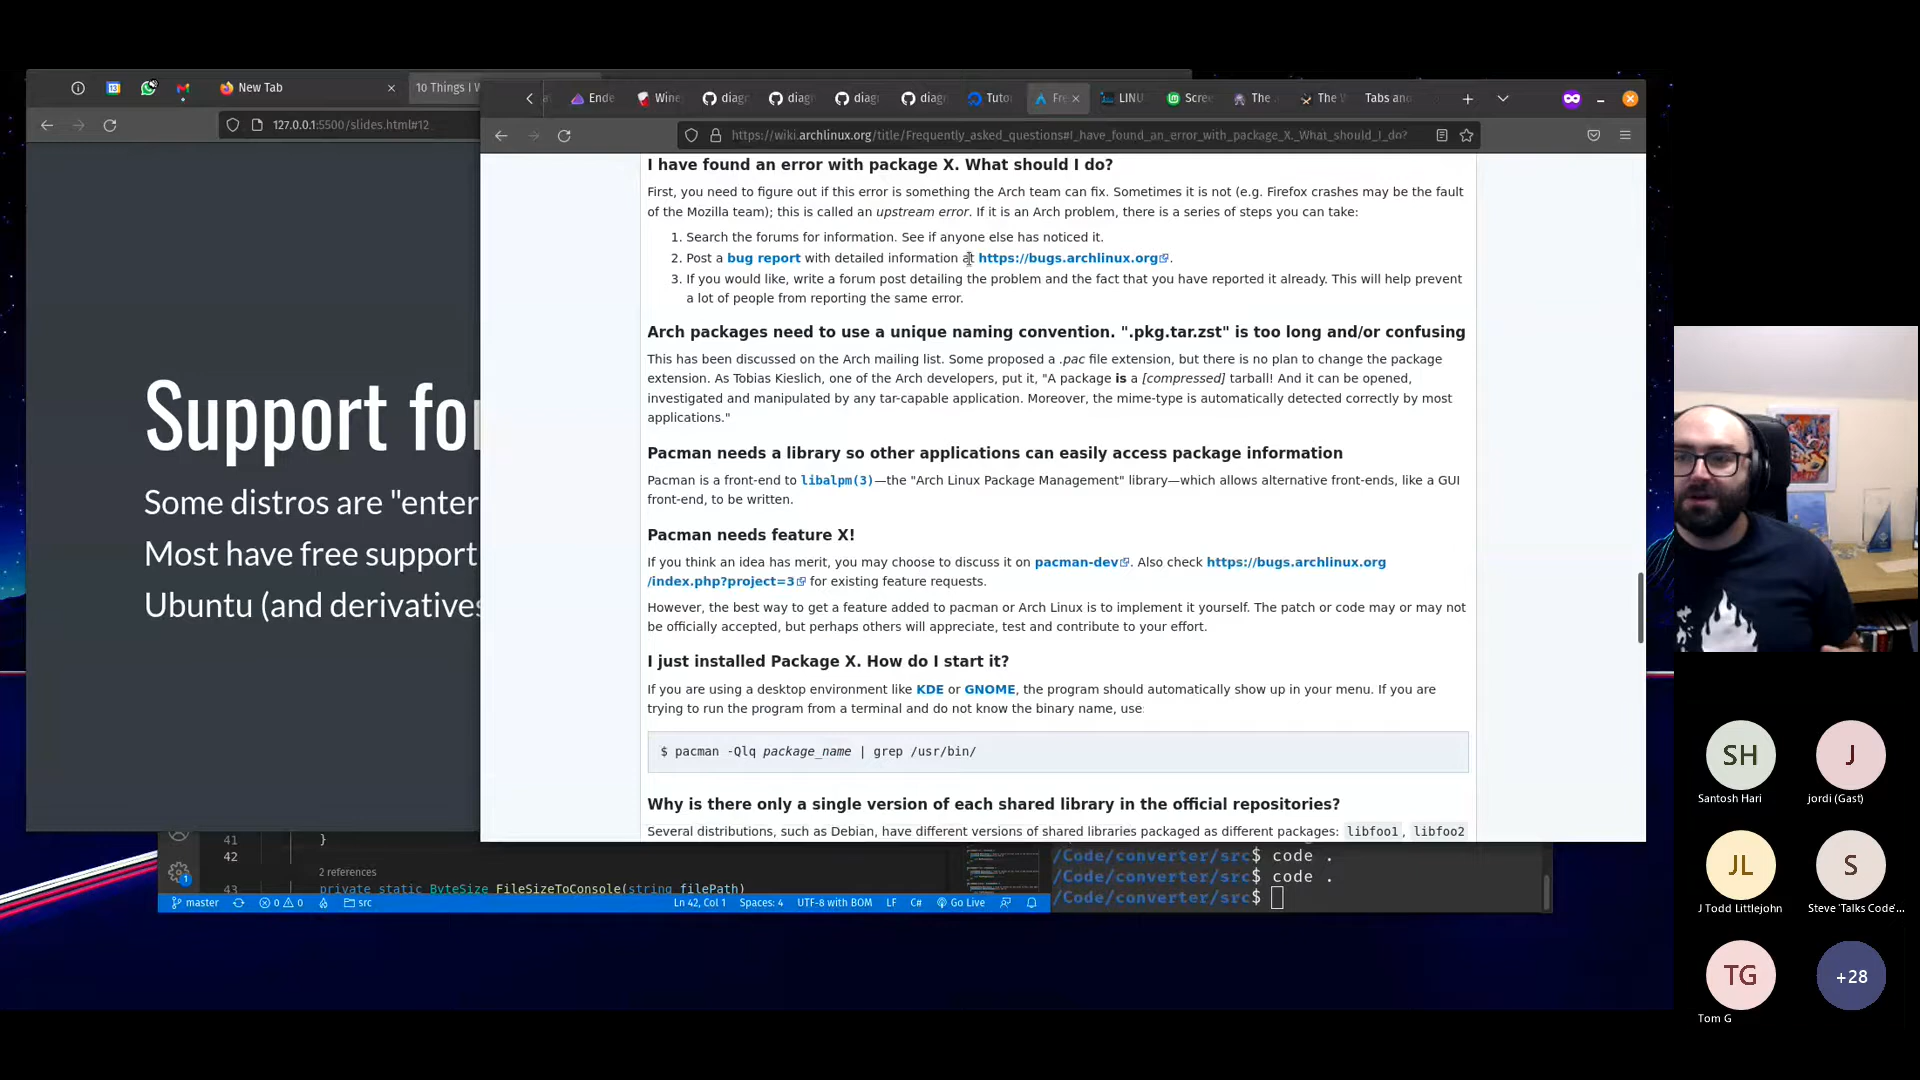 New Tab
10 Things I W
127.0.0.1:5500/slides.html#12
Support for
Some distros are "enter
Most have free support
Ubuntu (and derivatives
Ende
Wine
diagr
diag
diag
diagr
Tuto
Fre
LINU
Scre
The
The V
Tabs and
https://wiki.archlinux.org/title/Frequently_asked_questions#I_have_found_an_error_with_package_X._What_should_I_do?
I have found an error with package X. What should I do?
First, you need to figure out if this error is something the Arch team can fix. Sometimes it is not (e.g. Firefox crashes may be the fault
of the Mozilla team); this is called an upstream error. If it is an Arch problem, there is a series of steps you can take:
1. Search the forums for information. See if anyone else has noticed it.
2. Post a bug report with detailed information at https://bugs.archlinux.org.
3. If you would like, write a forum post detailing the problem and the fact that you have reported it already. This will help prevent
a lot of people from reporting the same error.
Arch packages need to use a unique naming convention. ".pkg.tar.zst" is too long and/or confusing
This has been discussed on the Arch mailing list. Some proposed a .pac file extension, but there is no plan to change the package
extension. As Tobias Kieslich, one of the Arch developers, put it, "A package is a [compressed] tarball! And it can be opened,
investigated and manipulated by any tar-capable application. Moreover, the mime-type is automatically detected correctly by most
applications."
Pacman needs a library so other applications can easily access package information
Pacman is a front-end to libalpm(3)—the "Arch Linux Package Management" library—which allows alternative front-ends, like a GUI
front-end, to be written.
Pacman needs feature X!
If you think an idea has merit, you may choose to discuss it on pacman-dev. Also check https://bugs.archlinux.org
/index.php?project=3 for existing feature requests.
However, the best way to get a feature added to pacman or Arch Linux is to implement it yourself. The patch or code may or may not
be officially accepted, but perhaps others will appreciate, test and contribute to your effort.
I just installed Package X. How do I start it?
If you are using a desktop environment like KDE or GNOME, the program should automatically show up in your menu. If you are
trying to run the program from a terminal and do not know the binary name, use:
$ pacman -Qlq package_name | grep /usr/bin/
Why is there only a single version of each shared library in the official repositories?
Several distributions, such as Debian, have different versions of shared libraries packaged as different packages: libfoo1, libfoo2
41 }
42
2 references
43 private static ByteSize FileSizeToConsole(string filePath)
master 0 0 src Ln 42, Col 1 Spaces: 4 UTF-8 with BOM LF C# Go Live
/Code/converter/src$ code .
/Code/converter/src$ code .
/Code/converter/src$
SH
Santosh Hari
J
jordi (Gast)
JL
J Todd Littlejohn
S
Steve 'Talks Code'...
TG
Tom G
+28